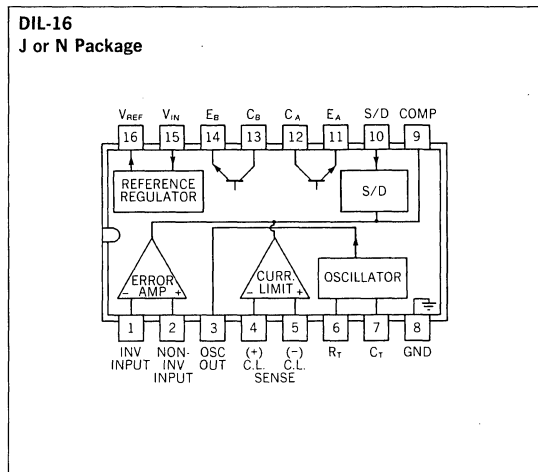 DIL-16
J or N Package
VREF VIN EB CB CA EA S/D COMP
16 15 14 13 12 11 10 9
REFERENCE
REGULATOR
S/D
ERROR
AMP
- +
CURR.
LIMIT
- +
OSCILLATOR
1 2 3 4 5 6 7 8
INV
INPUT
NON-
INV
INPUT
OSC
OUT
(+)
C.L.
(-)
C.L.
SENSE
RT CT GND